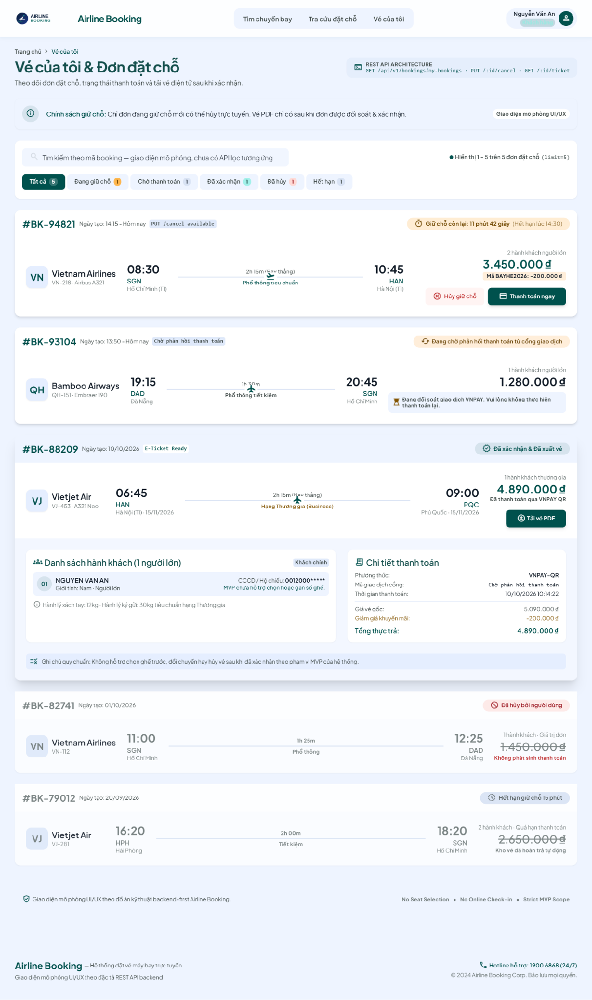 AIRLINE
BOOKING
Airline Booking
Tìm chuyến bay
Tra cứu đặt chỗ
Vé của tôi
Nguyễn Văn An
Trang chủ › Vé của tôi
Vé của tôi & Đơn đặt chỗ
Theo dõi đơn đặt chỗ, trạng thái thanh toán và tải vé điện tử sau khi xác nhận.
REST API ARCHITECTURE
GET /api/v1/bookings/my-bookings · PUT /:id/cancel · GET /:id/ticket
Chính sách giữ chỗ: Chỉ đơn đang giữ chỗ mới có thể hủy trực tuyến. Vé PDF chỉ có sau khi đơn được đối soát & xác nhận.
Giao diện mô phỏng UI/UX
Tìm kiếm theo mã booking — giao diện mô phỏng, chưa có API lọc tương ứng
Hiển thị 1 – 5 trên 5 đơn đặt chỗ (limit=5)
Tất cả 5
Đang giữ chỗ 1
Chờ thanh toán 1
Đã xác nhận 1
Đã hủy 1
Hết hạn 1
#BK-94821 Ngày tạo: 14:15 - Hôm nay PUT /cancel available
Giữ chỗ còn lại: 11 phút 42 giây (Hết hạn lúc 14:30)
VN
Vietnam Airlines
VN-218 · Airbus A321
08:30
SGN
Hồ Chí Minh (T1)
2h 15m (Bay thẳng)
Phổ thông tiêu chuẩn
10:45
HAN
Hà Nội (T1)
2 hành khách người lớn
3.450.000 ₫
Mã BAYHE2026: -200.000 ₫
Hủy giữ chỗ
Thanh toán ngay
#BK-93104 Ngày tạo: 13:50 - Hôm nay Chờ phản hồi thanh toán
Đang chờ phản hồi thanh toán từ cổng giao dịch
QH
Bamboo Airways
QH-151 · Embraer 190
19:15
DAD
Đà Nẵng
1h 30m
Phổ thông tiết kiệm
20:45
SGN
Hồ Chí Minh
1 hành khách người lớn
1.280.000 ₫
Đang đối soát giao dịch VNPAY. Vui lòng không thực hiện
thanh toán lại.
#BK-88209 Ngày tạo: 10/10/2026 E-Ticket Ready
Đã xác nhận & Đã xuất vé
VJ
Vietjet Air
VJ-453 · A321 Neo
06:45
HAN
Hà Nội (T1) · 15/11/2026
2h 15m (Bay thẳng)
Hạng Thương gia (Business)
09:00
PQC
Phú Quốc · 15/11/2026
1 hành khách thương gia
4.890.000 ₫
Đã thanh toán qua VNPAY QR
Tải vé PDF
Danh sách hành khách (1 người lớn)
Khách chính
01
NGUYEN VAN AN
Giới tính: Nam · Người lớn
CCCD / Hộ chiếu: 0012000*****
MVP chưa hỗ trợ chọn hoặc gán số ghế.
Hành lý xách tay: 12kg · Hành lý ký gửi: 30kg tiêu chuẩn hạng Thương gia
Chi tiết thanh toán
Phương thức: VNPAY-QR
Mã giao dịch cổng: Chờ phản hồi thanh toán
Thời gian thanh toán: 10/10/2026 10:14:22
Giá vé gốc: 5.090.000 ₫
Giảm giá khuyến mãi: -200.000 ₫
Tổng thực trả: 4.890.000 ₫
Ghi chú quy chuẩn: Không hỗ trợ chọn ghế trước, đổi chuyến hay hủy vé sau khi đã xác nhận theo phạm vi MVP của hệ thống.
#BK-82741 Ngày tạo: 01/10/2026
Đã hủy bởi người dùng
VN
Vietnam Airlines
VN-112
11:00
SGN
Hồ Chí Minh
1h 25m
Phổ thông
12:25
DAD
Đà Nẵng
1 hành khách · Giá trị đơn
1.450.000 ₫
Không phát sinh thanh toán
#BK-79012 Ngày tạo: 20/09/2026
Hết hạn giữ chỗ 15 phút
VJ
Vietjet Air
VJ-281
16:20
HPH
Hải Phòng
2h 00m
Tiết kiệm
18:20
SGN
Hồ Chí Minh
2 hành khách · Quá hạn thanh toán
2.650.000 ₫
Kho vé đã hoàn trả tự động
Giao diện mô phỏng UI/UX theo đồ án kỹ thuật backend-first Airline Booking.
No Seat Selection • No Online Check-in • Strict MVP Scope
Airline Booking — Hệ thống đặt vé máy bay trực tuyến
Giao diện mô phỏng UI/UX theo đặc tả REST API backend
Hotline hỗ trợ: 1900 6868 (24/7)
© 2024 Airline Booking Corp. Bảo lưu mọi quyền.